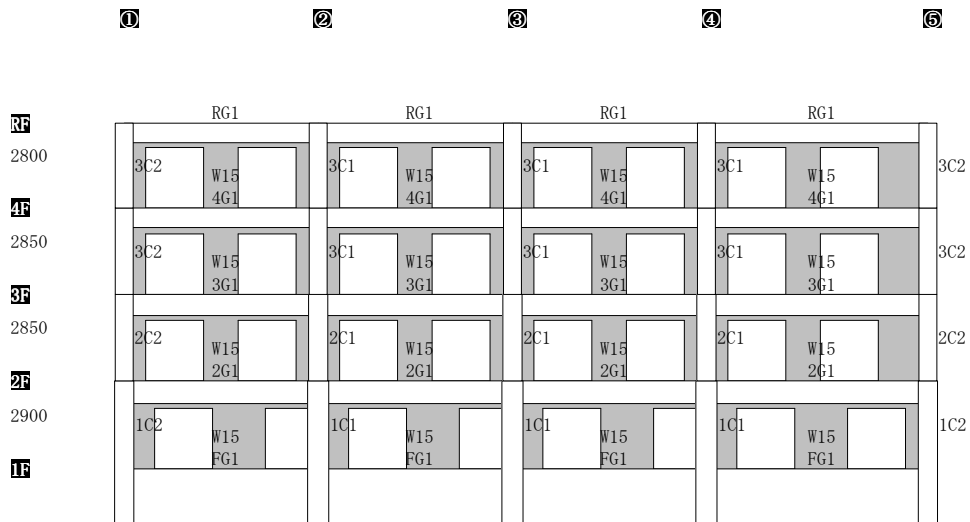 ① ② ③ ④ ⑤
RG1 RG1 RG1 RG1
RF
2800 3C2 3C1 3C1 3C1 3C2
W15 W15 W15 W15
4G1 4G1 4G1 4G1
4F
2850 3C2 3C1 3C1 3C1 3C2
W15 W15 W15 W15
3G1 3G1 3G1 3G1
3F
2850 2C2 2C1 2C1 2C1 2C2
W15 W15 W15 W15
2G1 2G1 2G1 2G1
2F
2900 1C2 1C1 1C1 1C1 1C2
W15 W15 W15 W15
FG1 FG1 FG1 FG1
1F